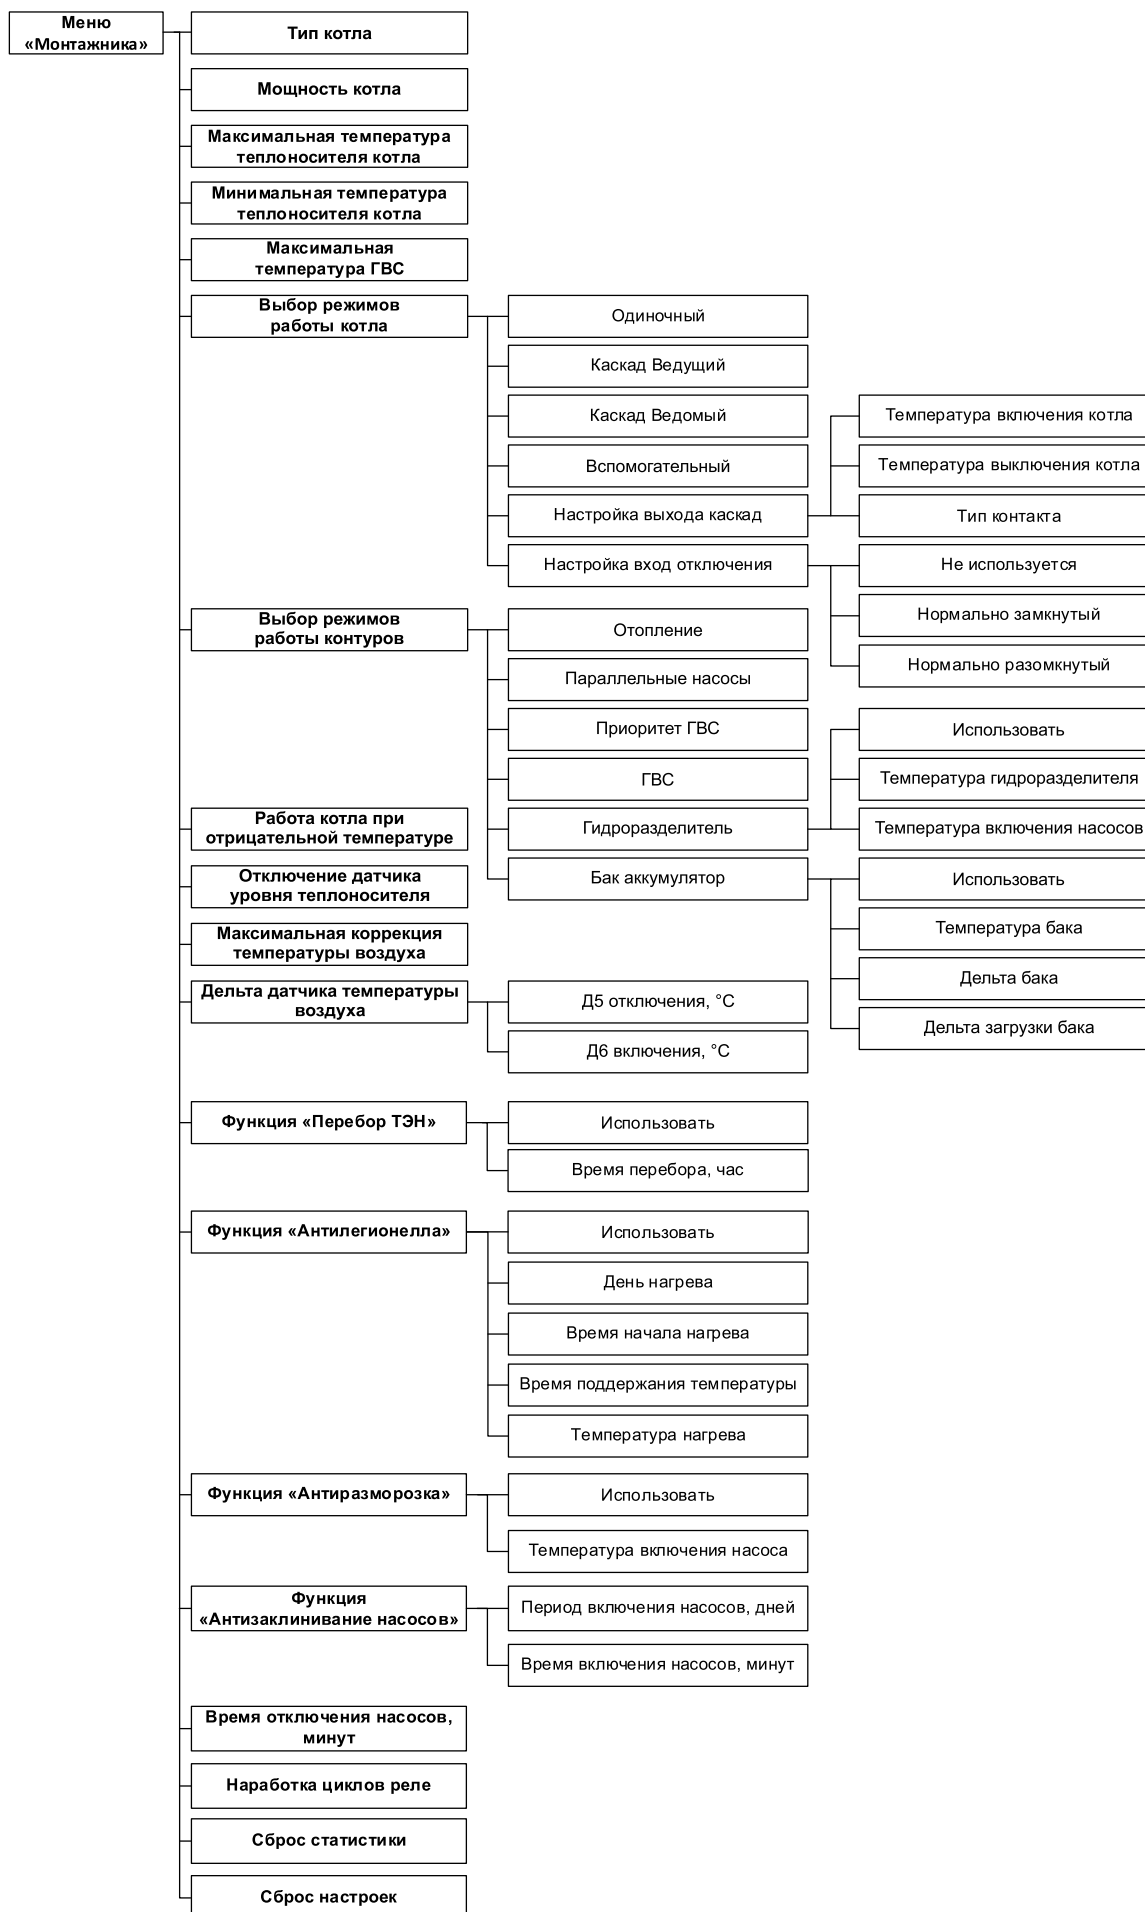 Меню
«Монтажника»
Тип котла
Мощность котла
Максимальная температура
теплоносителя котла
Минимальная температура
теплоносителя котла
Максимальная
температура ГВС
Выбор режимов
работы котла
Одиночный
Каскад Ведущий
Каскад Ведомый
Вспомогательный
Настройка выхода каскад
Температура включения котла
Температура выключения котла
Тип контакта
Настройка вход отключения
Не используется
Нормально замкнутый
Нормально разомкнутый
Выбор режимов
работы контуров
Отопление
Параллельные насосы
Приоритет ГВС
ГВС
Гидроразделитель
Использовать
Температура гидроразделителя
Температура включения насосов
Бак аккумулятор
Использовать
Температура бака
Дельта бака
Дельта загрузки бака
Работа котла при
отрицательной температуре
Отключение датчика
уровня теплоносителя
Максимальная коррекция
температуры воздуха
Дельта датчика температуры
воздуха
Д5 отключения, °С
Д6 включения, °С
Функция «Перебор ТЭН»
Использовать
Время перебора, час
Функция «Антилегионелла»
Использовать
День нагрева
Время начала нагрева
Время поддержания температуры
Температура нагрева
Функция «Антиразморозка»
Использовать
Температура включения насоса
Функция
«Антизаклинивание насосов»
Период включения насосов, дней
Время включения насосов, минут
Время отключения насосов,
минут
Наработка циклов реле
Сброс статистики
Сброс настроек